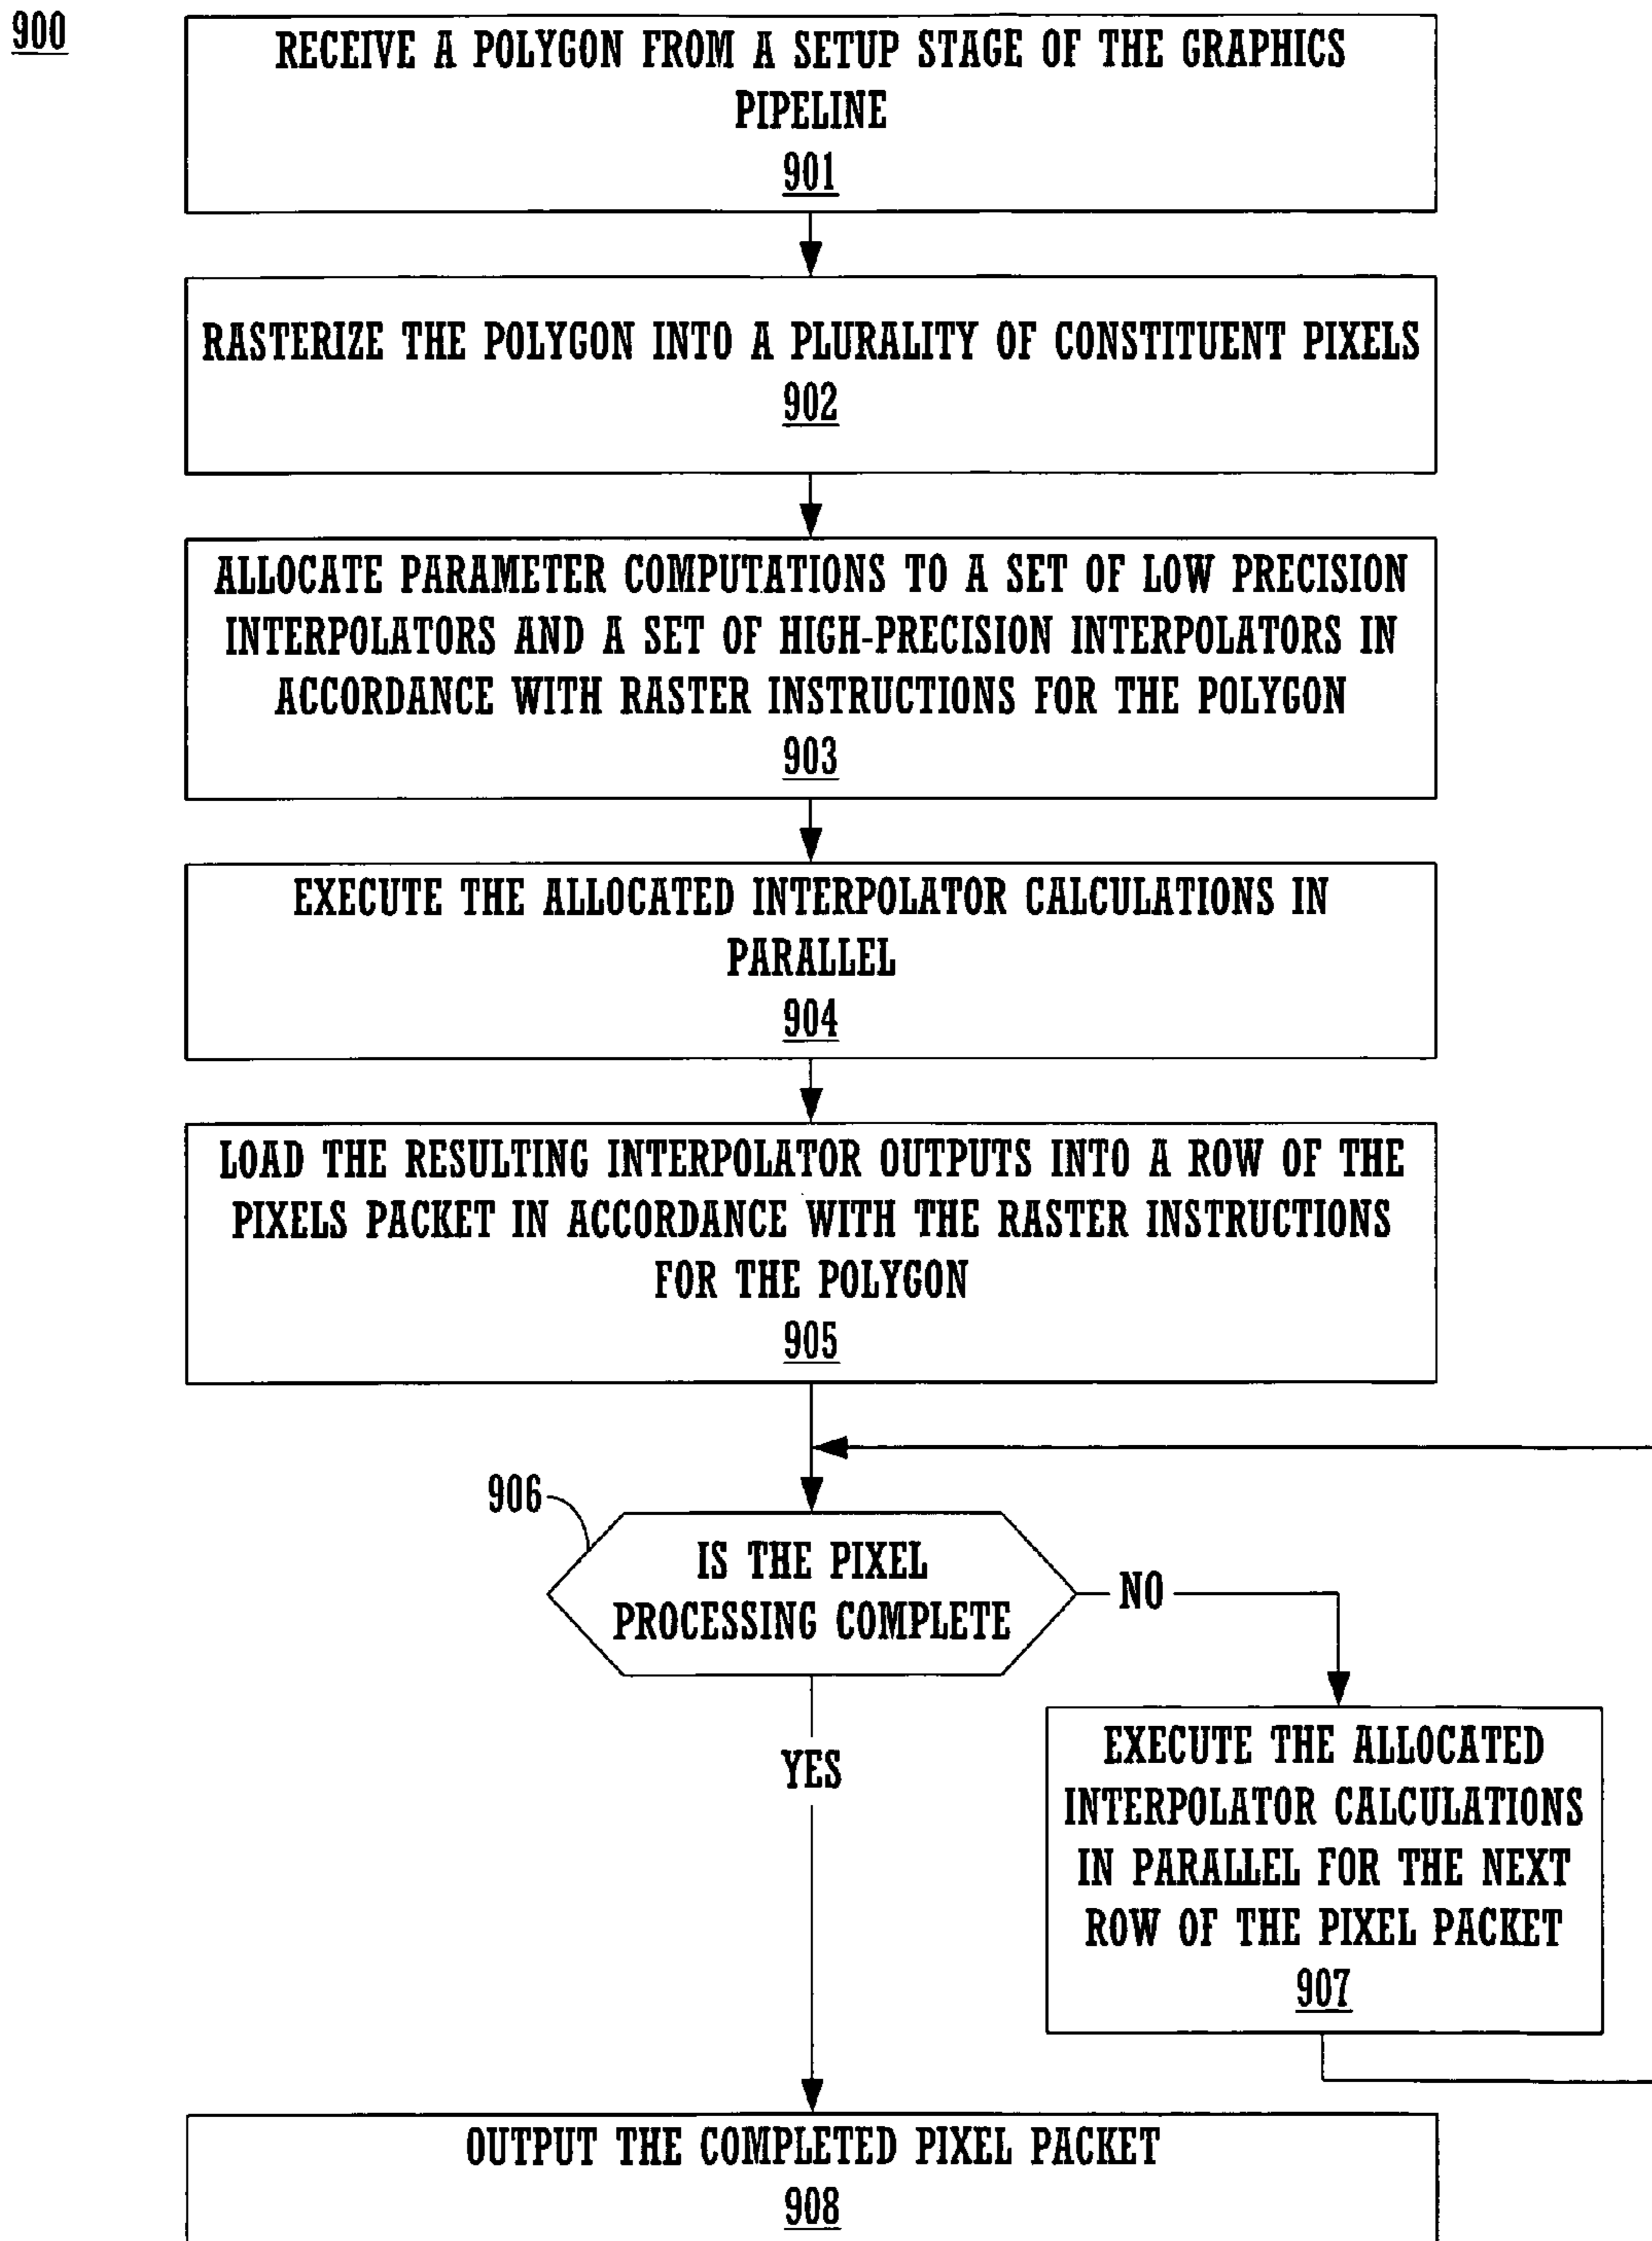 900
RECEIVE A POLYGON FROM A SETUP STAGE OF THE GRAPHICS
PIPELINE
901
RASTERIZE THE POLYGON INTO A PLURALITY OF CONSTITUENT PIXELS
902
ALLOCATE PARAMETER COMPUTATIONS TO A SET OF LOW PRECISION
INTERPOLATORS AND A SET OF HIGH-PRECISION INTERPOLATORS IN
ACCORDANCE WITH RASTER INSTRUCTIONS FOR THE POLYGON
903
EXECUTE THE ALLOCATED INTERPOLATOR CALCULATIONS IN
PARALLEL
904
LOAD THE RESULTING INTERPOLATOR OUTPUTS INTO A ROW OF THE
PIXELS PACKET IN ACCORDANCE WITH THE RASTER INSTRUCTIONS
FOR THE POLYGON
905
906
IS THE PIXEL
PROCESSING COMPLETE
NO
YES
EXECUTE THE ALLOCATED
INTERPOLATOR CALCULATIONS
IN PARALLEL FOR THE NEXT
ROW OF THE PIXEL PACKET
907
OUTPUT THE COMPLETED PIXEL PACKET
908